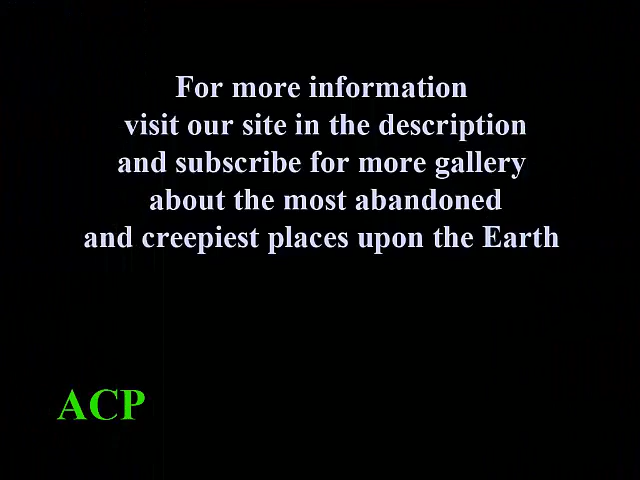 For more information
visit our site in the description
and subscribe for more gallery
about the most abandoned
and creepiest places upon the Earth
ACP